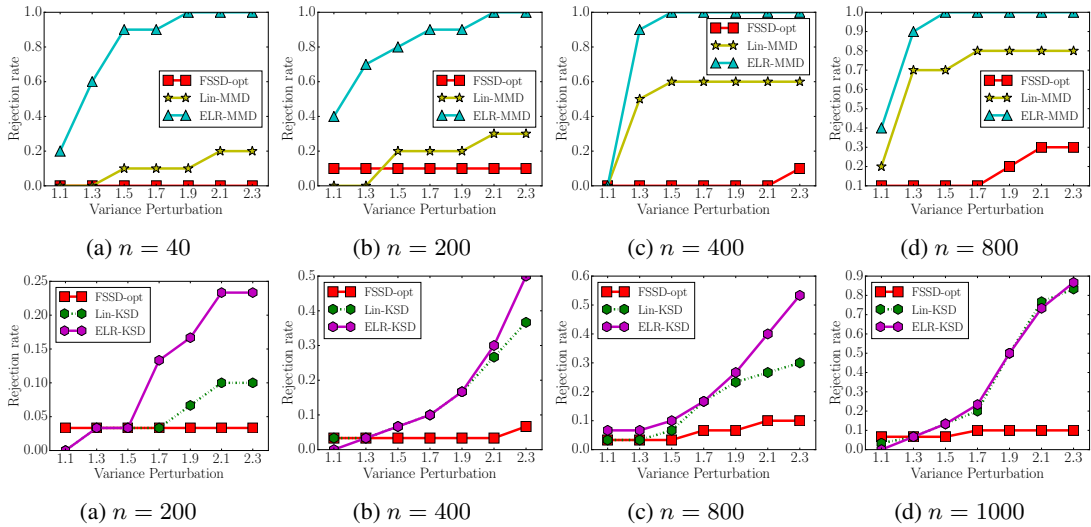 1.0
0.8
0.6
0.4
0.2
0.0
Rejection rate
FSSD-opt
Lin-MMD
ELR-MMD
1.1 1.3 1.5 1.7 1.9 2.1 2.3
Variance Perturbation
(a) n = 40
1.0
0.8
0.6
0.4
0.2
0.0
Rejection rate
FSSD-opt
Lin-MMD
ELR-MMD
1.1 1.3 1.5 1.7 1.9 2.1 2.3
Variance Perturbation
(b) n = 200
1.0
0.8
0.6
0.4
0.2
0.0
Rejection rate
FSSD-opt
Lin-MMD
ELR-MMD
1.1 1.3 1.5 1.7 1.9 2.1 2.3
Variance Perturbation
(c) n = 400
1.0
0.9
0.8
0.7
0.6
0.5
0.4
0.3
0.2
0.1
Rejection rate
FSSD-opt
Lin-MMD
ELR-MMD
1.1 1.3 1.5 1.7 1.9 2.1 2.3
Variance Perturbation
(d) n = 800
0.25
0.20
0.15
0.10
0.05
0.00
Rejection rate
FSSD-opt
Lin-KSD
ELR-KSD
1.1 1.3 1.5 1.7 1.9 2.1 2.3
Variance Perturbation
(a) n = 200
0.5
0.4
0.3
0.2
0.1
0.0
Rejection rate
FSSD-opt
Lin-KSD
ELR-KSD
1.1 1.3 1.5 1.7 1.9 2.1 2.3
Variance Perturbation
(b) n = 400
0.6
0.5
0.4
0.3
0.2
0.1
0.0
Rejection rate
FSSD-opt
Lin-KSD
ELR-KSD
1.1 1.3 1.5 1.7 1.9 2.1 2.3
Variance Perturbation
(c) n = 800
0.9
0.8
0.7
0.6
0.5
0.4
0.3
0.2
0.1
0.0
Rejection rate
FSSD-opt
Lin-KSD
ELR-KSD
1.1 1.3 1.5 1.7 1.9 2.1 2.3
Variance Perturbation
(d) n = 1000